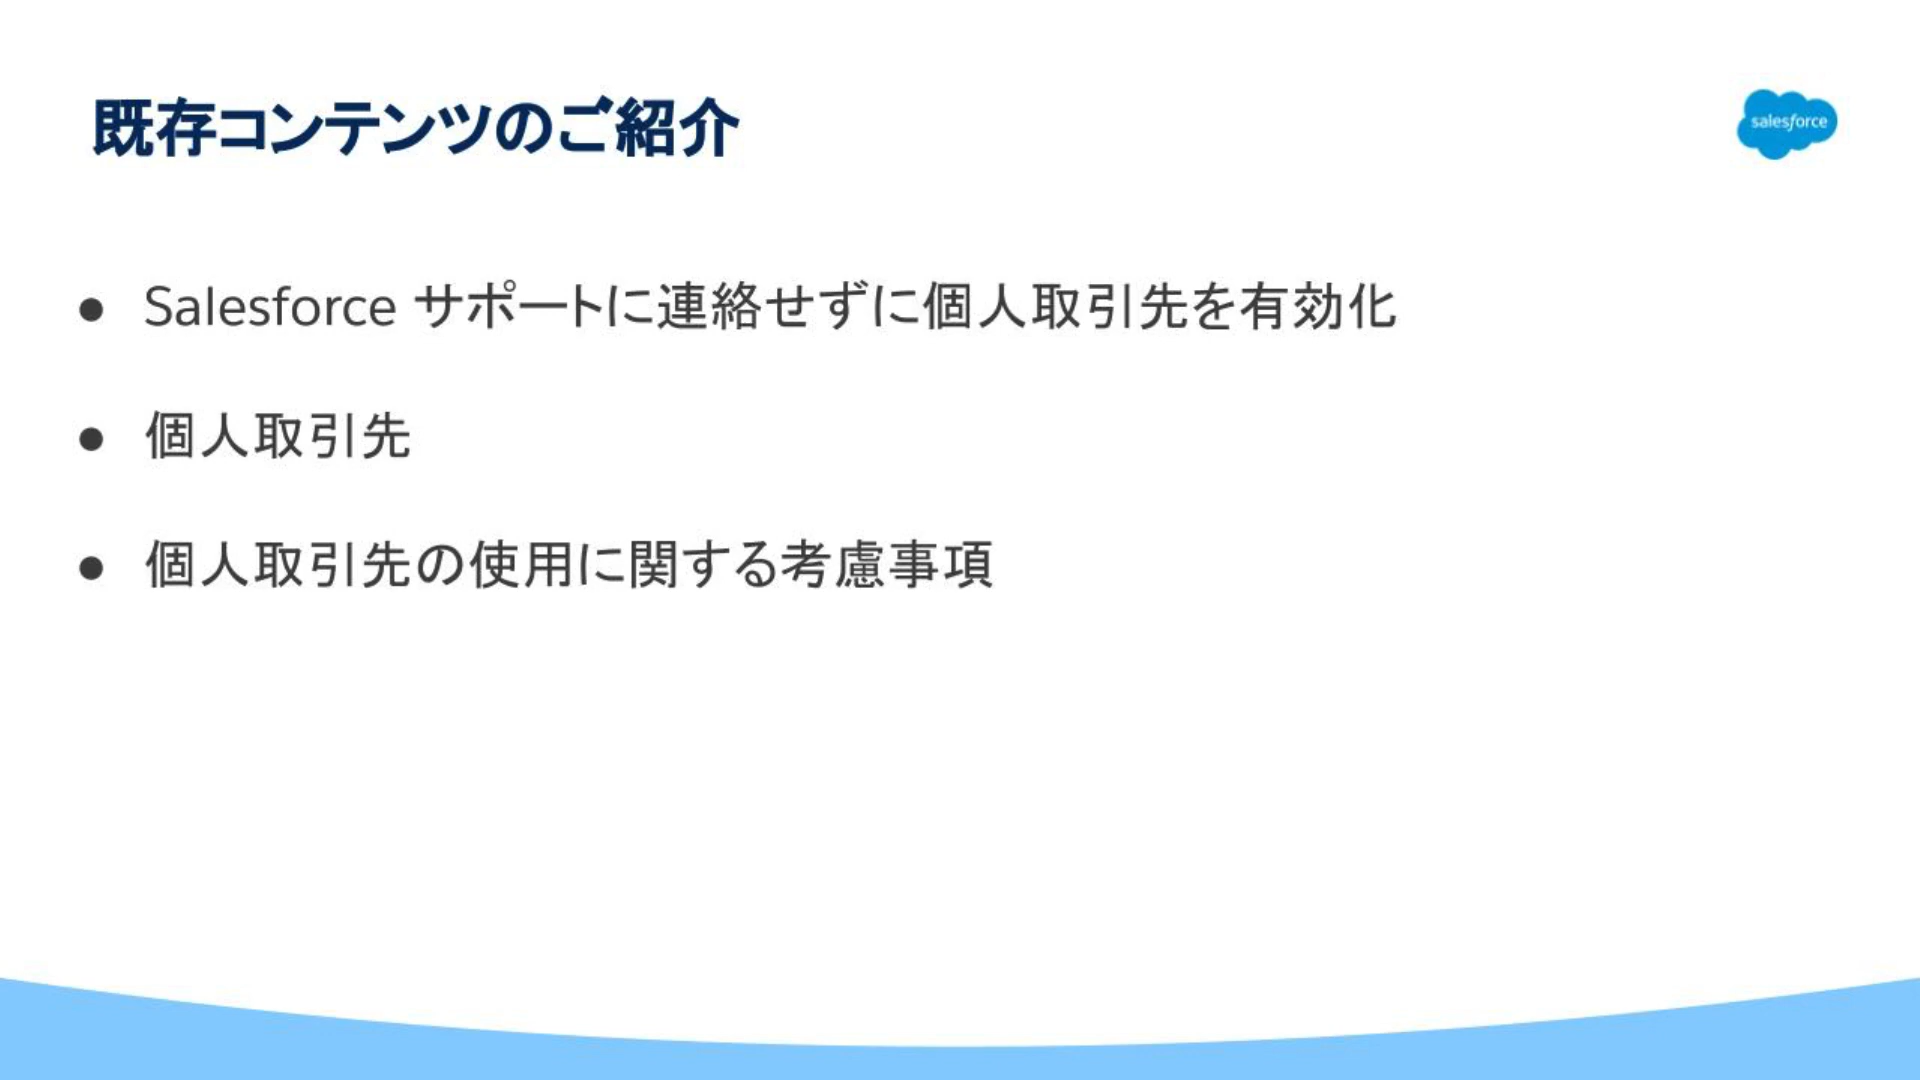 既存コンテンツのご紹介
salesforce
● Salesforce サポートに連絡せずに個人取引先を有効化
● 個人取引先
● 個人取引先の使用に関する考慮事項